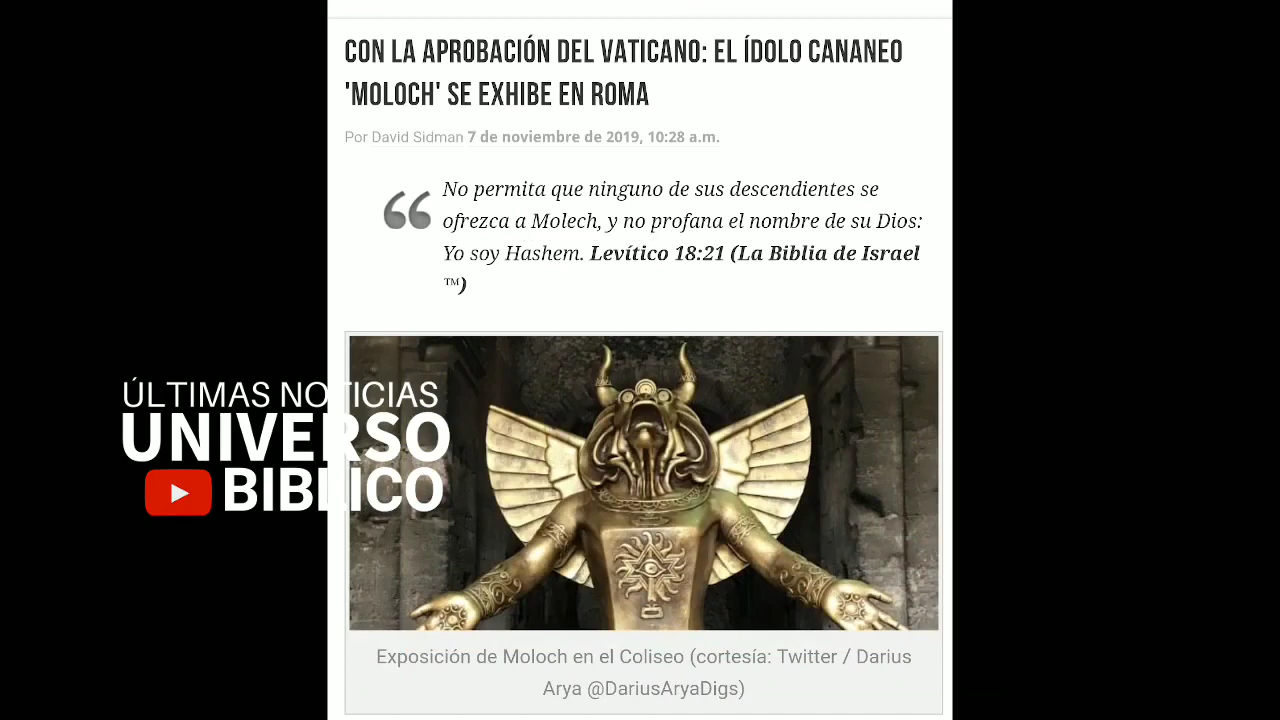 CON LA APROBACIÓN DEL VATICANO: EL ÍDOLO CANANEO
'MOLOCH' SE EXHIBE EN ROMA
Por David Sidman 7 de noviembre de 2019, 10:28 a.m.
“ No permita que ninguno de sus descendientes se
ofrezca a Molech, y no profana el nombre de su Dios:
Yo soy Hashem. Levítico 18:21 (La Biblia de Israel
™)
ÚLTIMAS NOTICIAS
UNIVERSO
BIBLICO
Exposición de Moloch en el Coliseo (cortesía: Twitter / Darius
Arya @DariusAryaDigs)